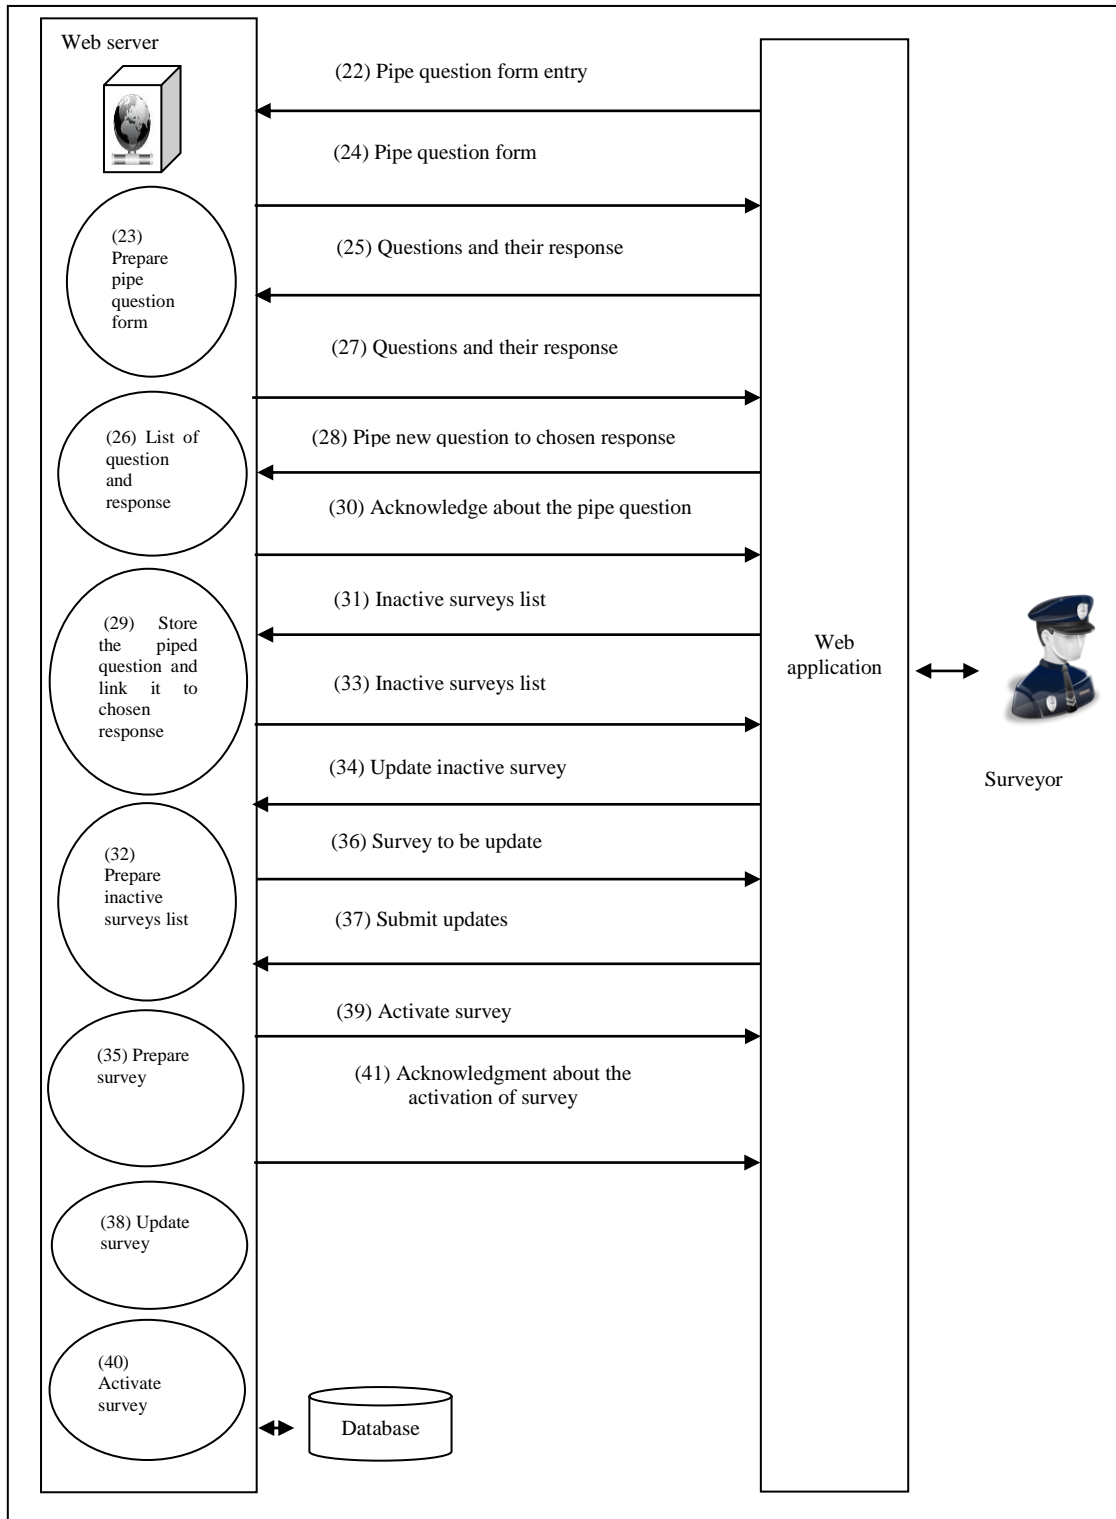 Web server
(22) Pipe question form entry
(24) Pipe question form
(23)
Prepare
pipe
question
form
(25) Questions and their response
(27) Questions and their response
(26) List of
question
and
response
(28) Pipe new question to chosen response
(30) Acknowledge about the pipe question
(29) Store
the piped
question and
link it to
chosen
response
(31) Inactive surveys list
(33) Inactive surveys list
(34) Update inactive survey
(32)
Prepare
inactive
surveys list
(36) Survey to be update
(37) Submit updates
(39) Activate survey
(35) Prepare
survey
(41) Acknowledgment about the
activation of survey
(38) Update
survey
(40)
Activate
survey
Database
Web
application
Surveyor